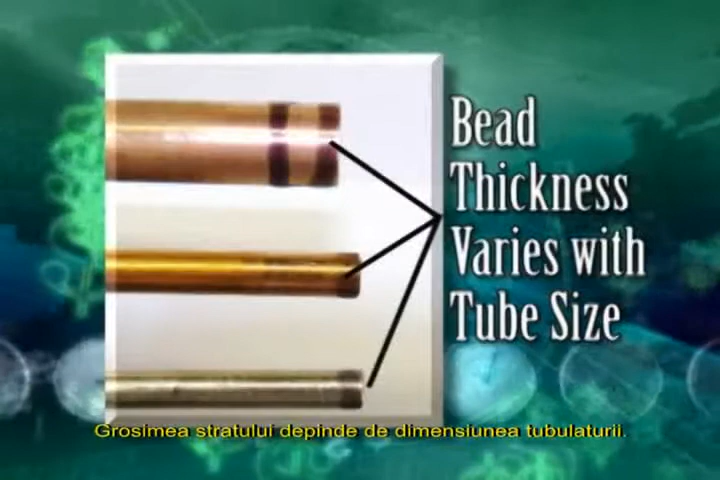 Bead
Thickness
Varies with
Tube Size
Grosimea stratului depinde de dimensiunea tubulaturii.